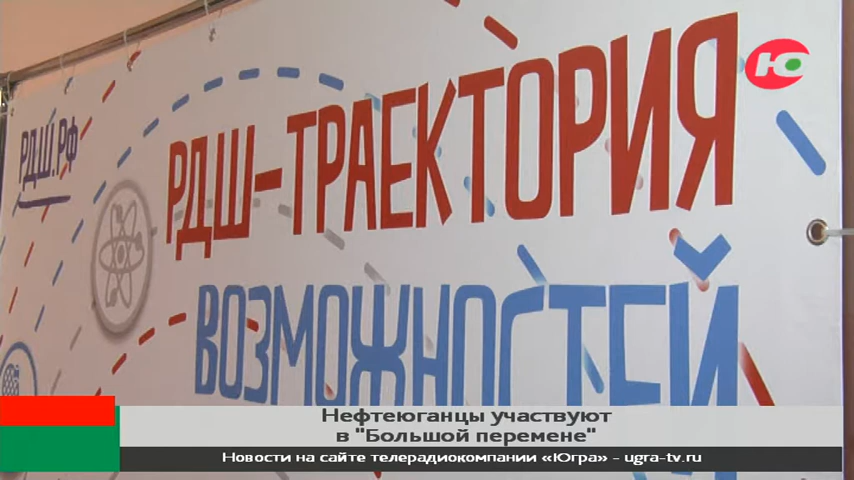 Ю
РДШ.РФ
РДШ-ТРАЕКТОРИЯ
ВОЗМОЖНОСТЕЙ
Нефтеюганцы участвуют
в "Большой перемене"
Новости на сайте телерадиокомпании «Югра» - ugra-tv.ru